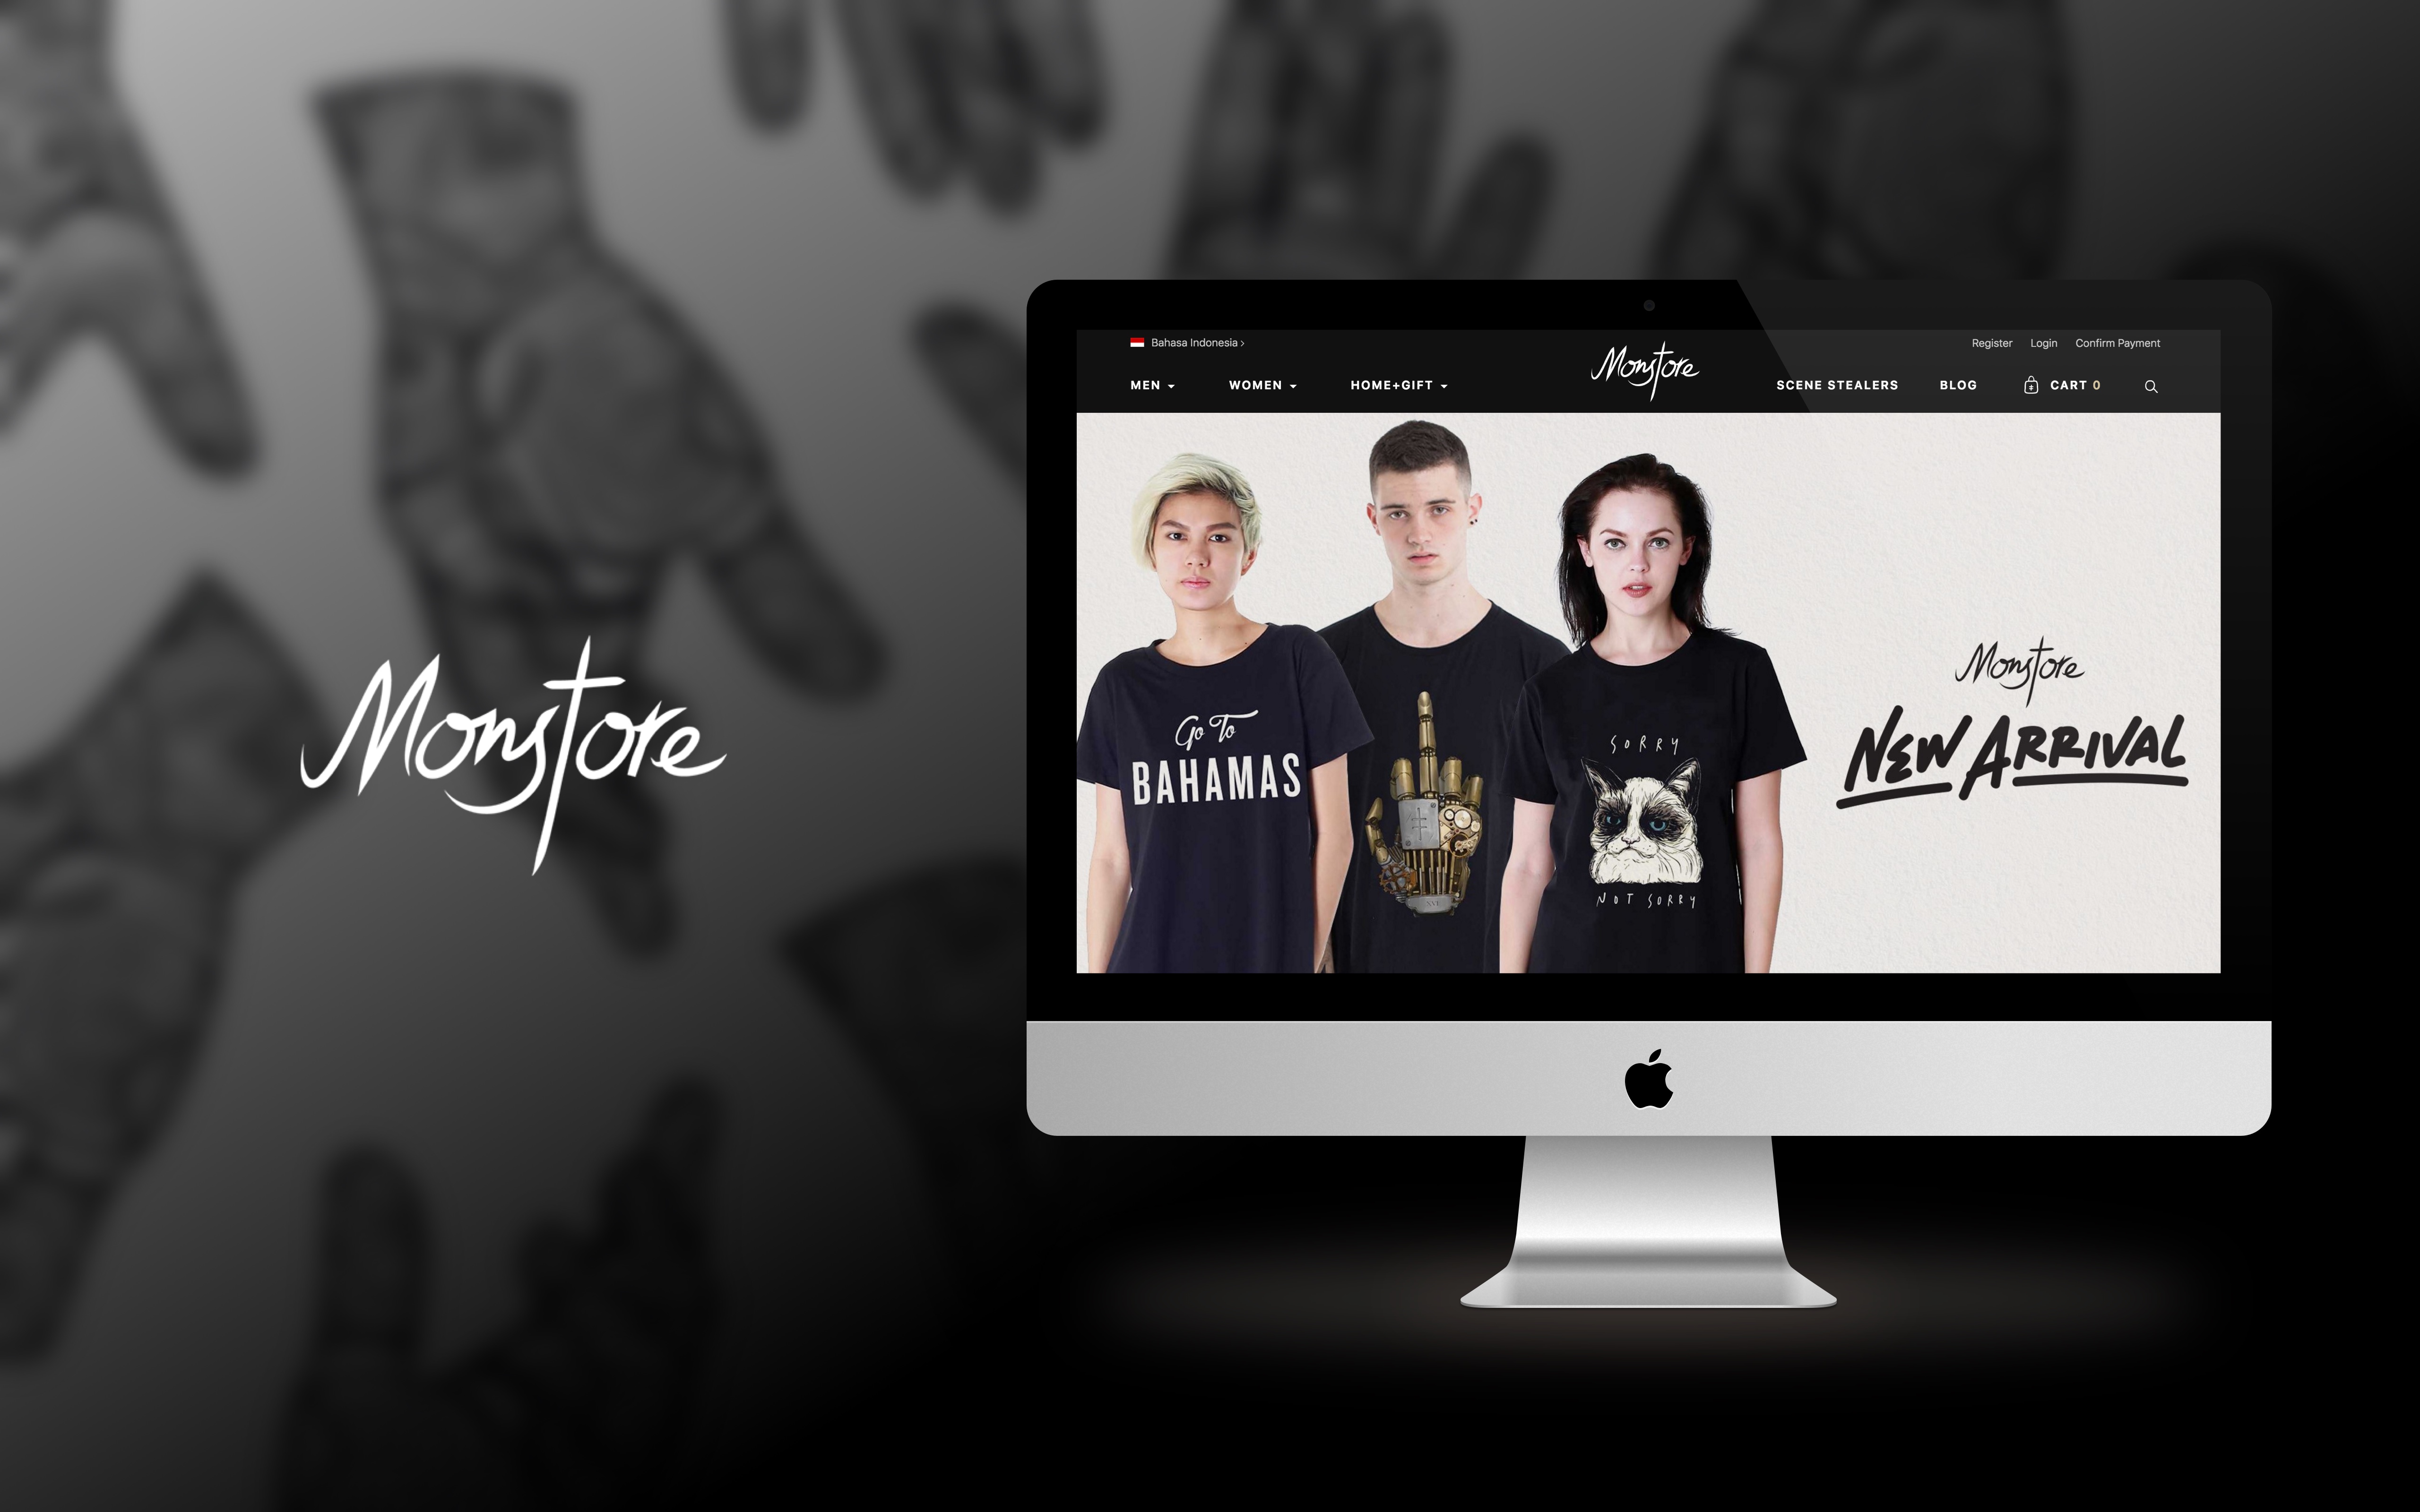 Monstore
Bahasa Indonesia ›
Register Login Confirm Payment
MEN WOMEN HOME+GIFT
Monstore
SCENE STEALERS BLOG CART 0
Go To
BAHAMAS
SORRY
NOT SORRY
Monstore
NEW ARRIVAL